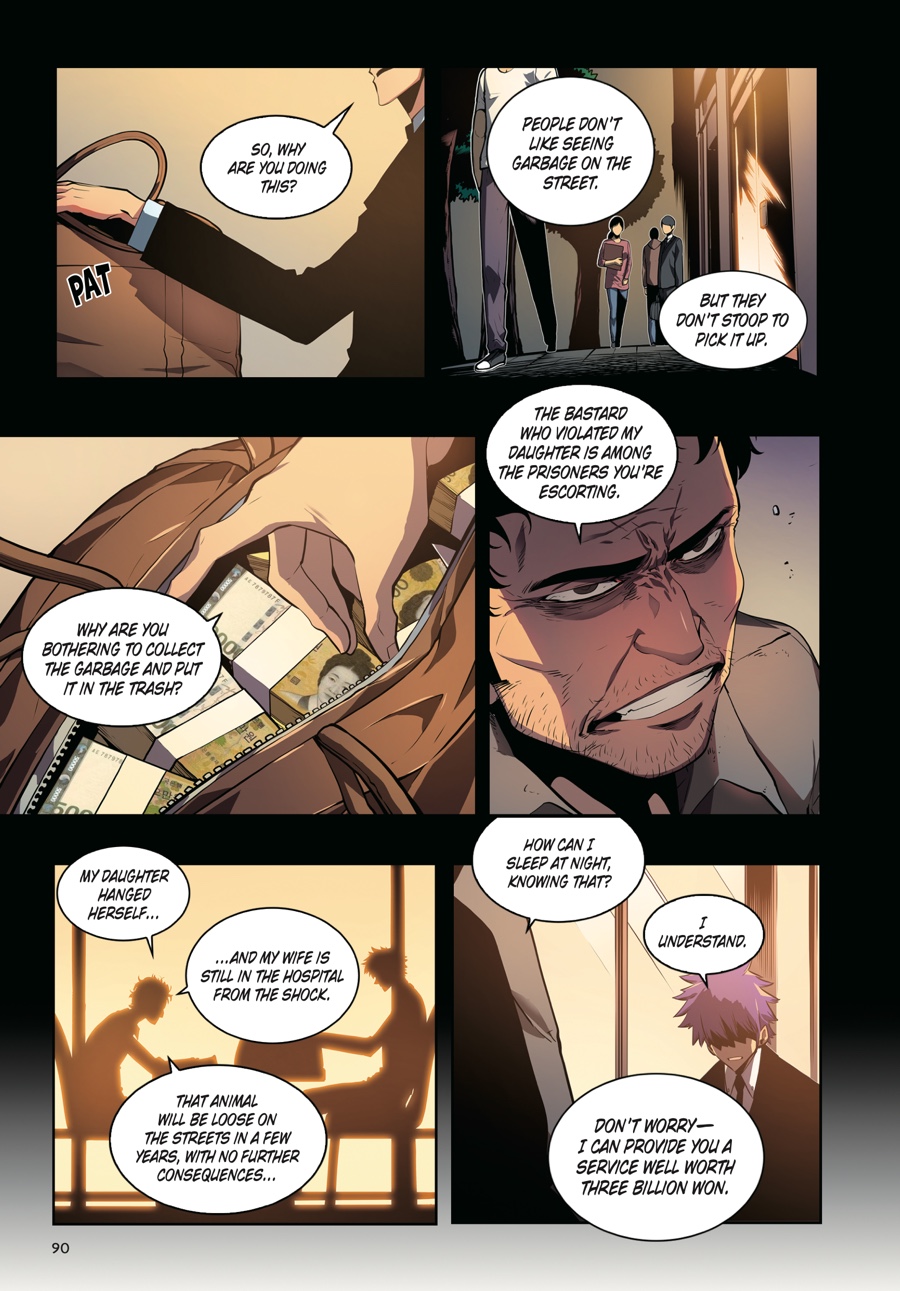 SO, WHY
ARE YOU DOING
THIS?
PAT
PEOPLE DON'T
LIKE SEEING
GARBAGE ON THE
STREET.
BUT THEY
DON'T STOOP TO
PICK IT UP.
WHY ARE YOU
BOTHERING TO COLLECT
THE GARBAGE AND PUT
IT IN THE TRASH?
THE BASTARD
WHO VIOLATED MY
DAUGHTER IS AMONG
THE PRISONERS YOU'RE
ESCORTING.
MY DAUGHTER
HANGED
HERSELF...
...AND MY WIFE IS
STILL IN THE HOSPITAL
FROM THE SHOCK.
THAT ANIMAL
WILL BE LOOSE ON
THE STREETS IN A FEW
YEARS, WITH NO FURTHER
CONSEQUENCES...
HOW CAN I
SLEEP AT NIGHT,
KNOWING THAT?
I
UNDERSTAND.
DON'T WORRY—
I CAN PROVIDE YOU A
SERVICE WELL WORTH
THREE BILLION WON.
90